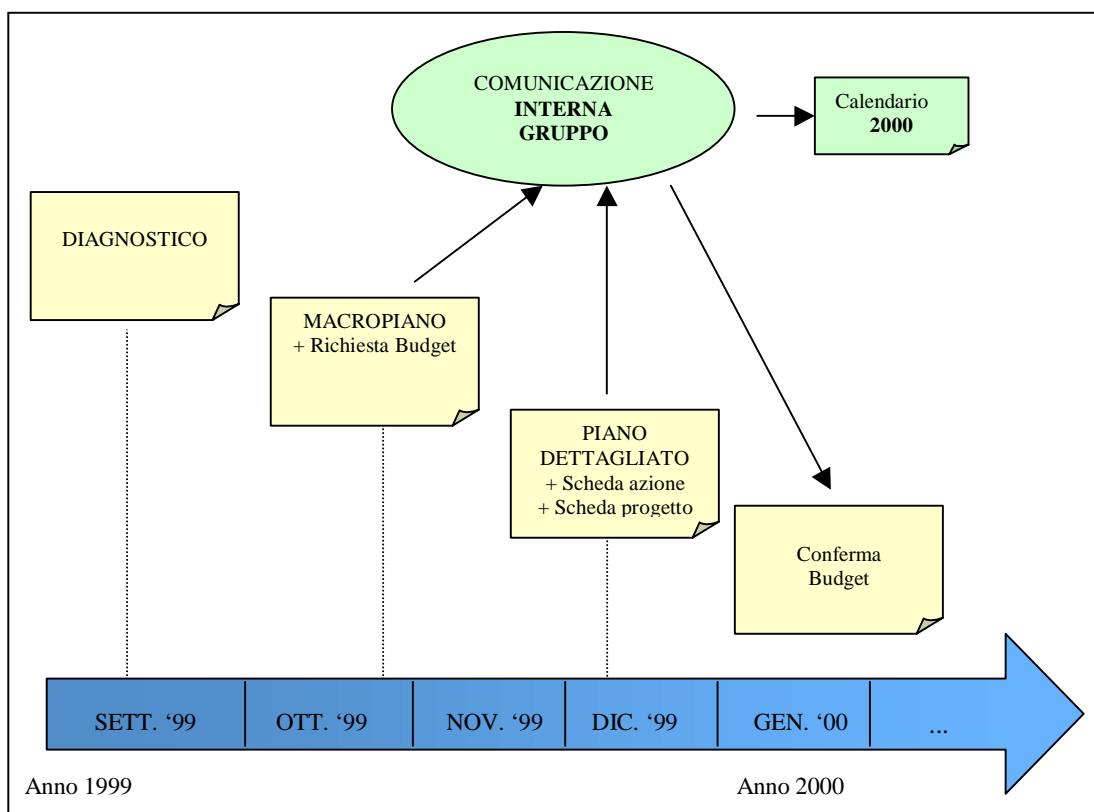 COMUNICAZIONE
INTERNA
GRUPPO
Calendario
2000
DIAGNOSTICO
MACROPIANO
+ Richiesta Budget
PIANO
DETTAGLIATO
+ Scheda azione
+ Scheda progetto
Conferma
Budget
SETT. ‘99
OTT. ‘99
NOV. ‘99
DIC. ‘99
GEN. ‘00
...
Anno 1999
Anno 2000